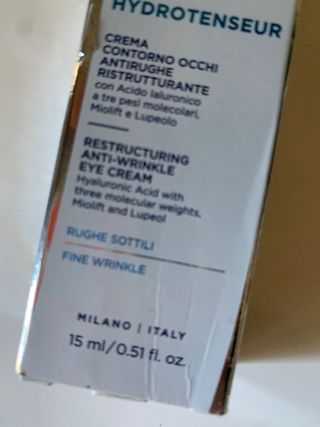 HYDROTENSEUR
CREMA
CONTORNO OCCHI
ANTIRUGHE
RISTRUTTURANTE
con Acido Ialuronico
a tre pesi molecolari,
Miolift e Lupeolo
RESTRUCTURING
ANTI-WRINKLE
EYE CREAM
Hyaluronic Acid with
three molecular weights,
Miolift and Lupeol
RUGHE SOTTILI
FINE WRINKLE
MILANO | ITALY
15 ml/0.51 fl. oz.